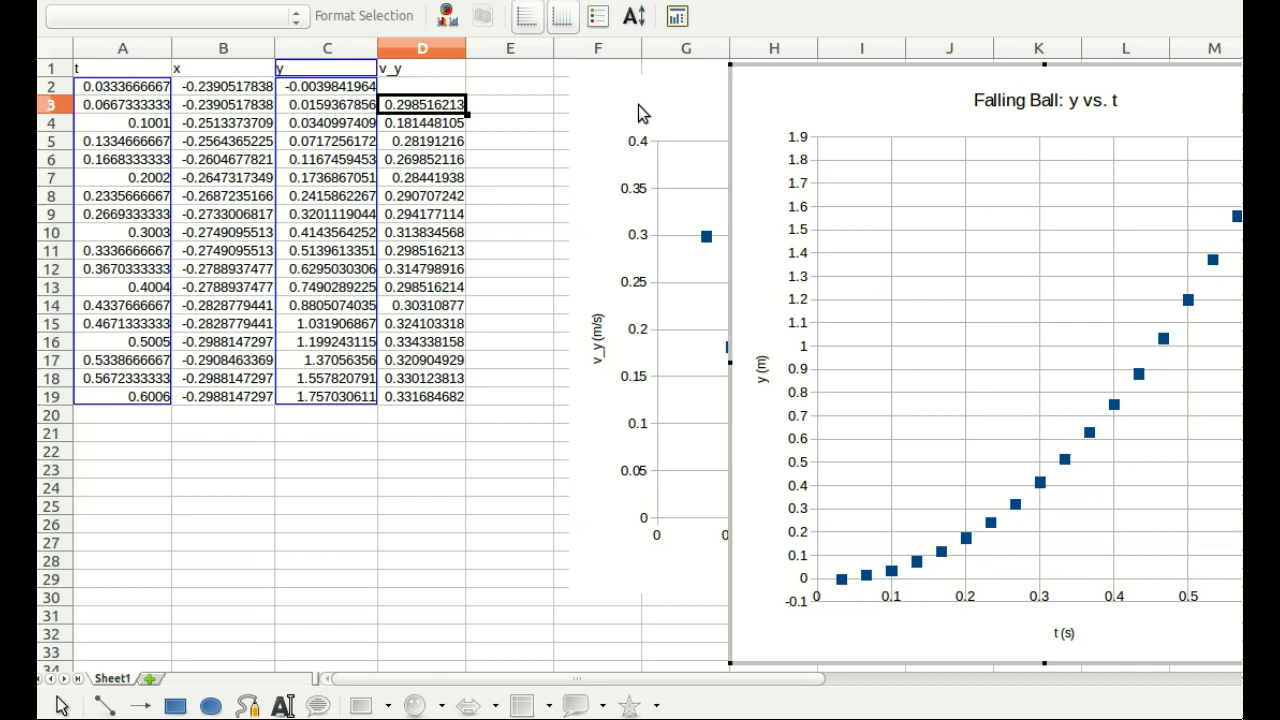 Format Selection
A B C D E F G H I J K L M
1 t x y v_y
2 0.0333666667 -0.2390517838 -0.0039841964
3 0.0667333333 -0.2390517838 0.0159367856 0.298516213
4 0.1001 -0.2513373709 0.0340997409 0.181448105
5 0.1334666667 -0.2564365225 0.0717256172 0.28191216
6 0.1668333333 -0.2604677821 0.1167459453 0.269852116
7 0.2002 -0.2647317349 0.1736867051 0.28441938
8 0.2335666667 -0.2687235166 0.2415862267 0.290707242
9 0.2669333333 -0.2733006817 0.3201119044 0.294177114
10 0.3003 -0.2749095513 0.4143564252 0.313834568
11 0.3336666667 -0.2749095513 0.5139613351 0.298516213
12 0.3670333333 -0.2788937477 0.6295030306 0.314798916
13 0.4004 -0.2788937477 0.7490289225 0.298516214
14 0.4337666667 -0.2828779441 0.8805074035 0.30310877
15 0.4671333333 -0.2828779441 1.031906867 0.324103318
16 0.5005 -0.2988147297 1.199243115 0.334338158
17 0.5338666667 -0.2908463369 1.37056356 0.320904929
18 0.5672333333 -0.2988147297 1.557820791 0.330123813
19 0.6006 -0.2988147297 1.757030611 0.331684682
20
21
22
23
24
25
26
27
28
29
30
31
32
33
34
0.4
0.35
0.3
0.25
0.2
0.15
0.1
0.05
0
0
v_y (m/s)
Falling Ball: y vs. t
1.9
1.8
1.7
1.6
1.5
1.4
1.3
1.2
1.1
1
0.9
0.8
0.7
0.6
0.5
0.4
0.3
0.2
0.1
0
-0.1
0 0.1 0.2 0.3 0.4 0.5
y (m)
t (s)
Sheet1